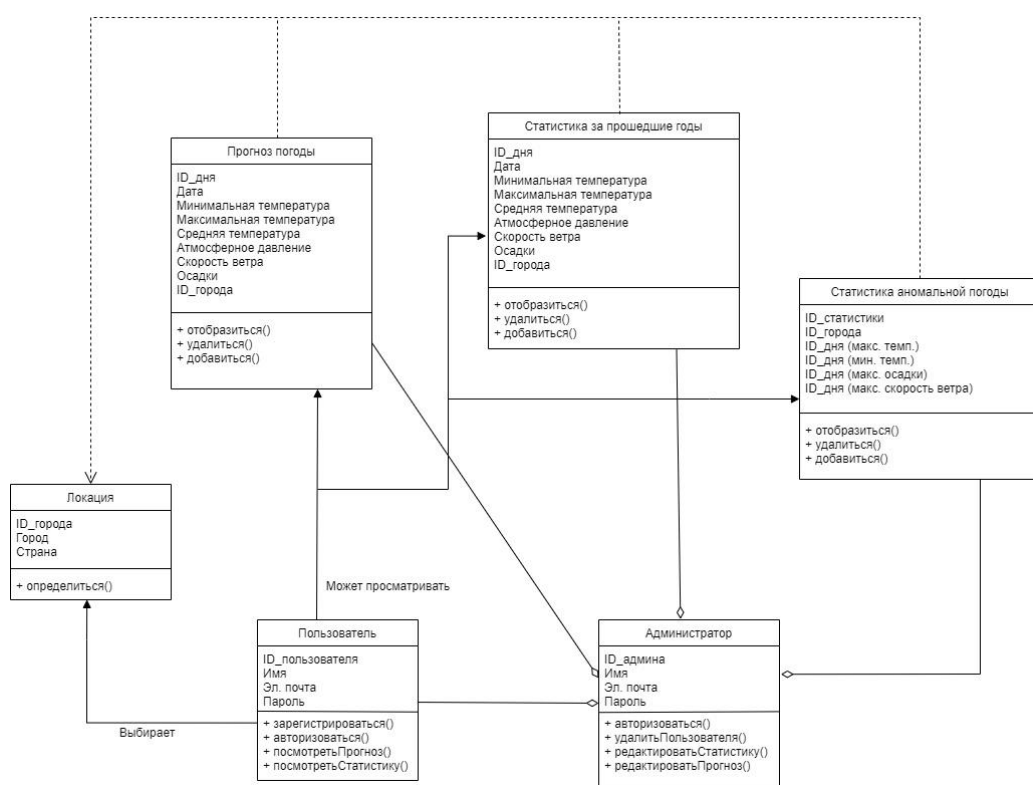 Статистика за прошедшие годы
ID_дня
Дата
Минимальная температура
Максимальная температура
Средняя температура
Атмосферное давление
Скорость ветра
Осадки
ID_города
+ отобразиться()
+ удалиться()
+ добавиться()
Прогноз погоды
ID_дня
Дата
Минимальная температура
Максимальная температура
Средняя температура
Атмосферное давление
Скорость ветра
Осадки
ID_города
+ отобразиться()
+ удалиться()
+ добавиться()
Статистика аномальной погоды
ID_статистики
ID_города
ID_дня (макс. темп.)
ID_дня (мин. темп.)
ID_дня (макс. осадки)
ID_дня (макс. скорость ветра)
+ отобразиться()
+ удалиться()
+ добавиться()
Локация
ID_города
Город
Страна
+ определиться()
Может просматривать
Пользователь
ID_пользователя
Имя
Эл. почта
Пароль
+ зарегистрироваться()
+ авторизоваться()
+ посмотретьПрогноз()
+ посмотретьСтатистику()
Выбирает
Администратор
ID_админа
Имя
Эл. почта
Пароль
+ авторизоваться()
+ удалитьПользователя()
+ редактироватьСтатистику()
+ редактироватьПрогноз()